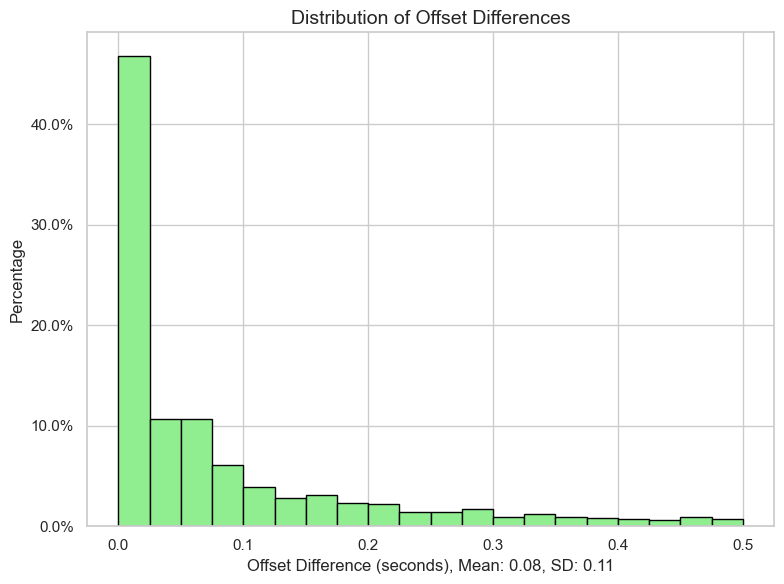 Distribution of Offset Differences
Percentage
40.0%
30.0%
20.0%
10.0%
0.0%
0.0 0.1 0.2 0.3 0.4 0.5
Offset Difference (seconds), Mean: 0.08, SD: 0.11